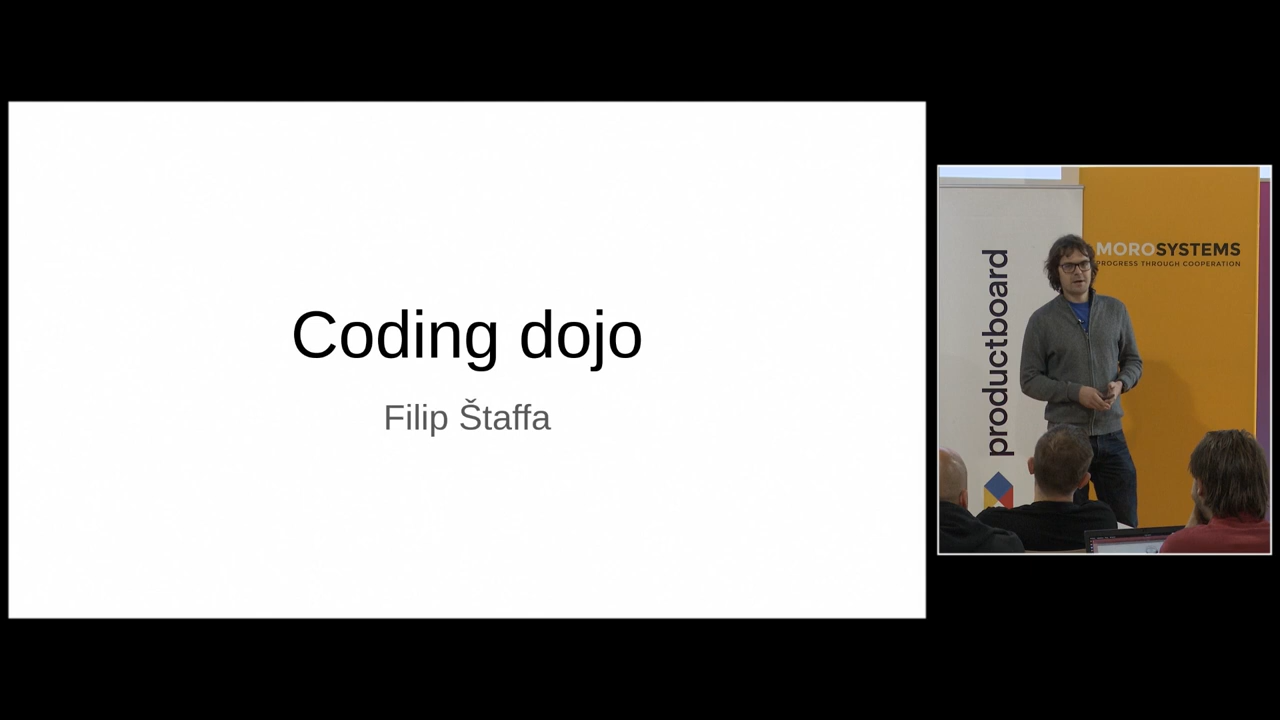 Coding dojo
Filip Štaffa
productboard
MOROSYSTEMS
PROGRESS THROUGH COOPERATION